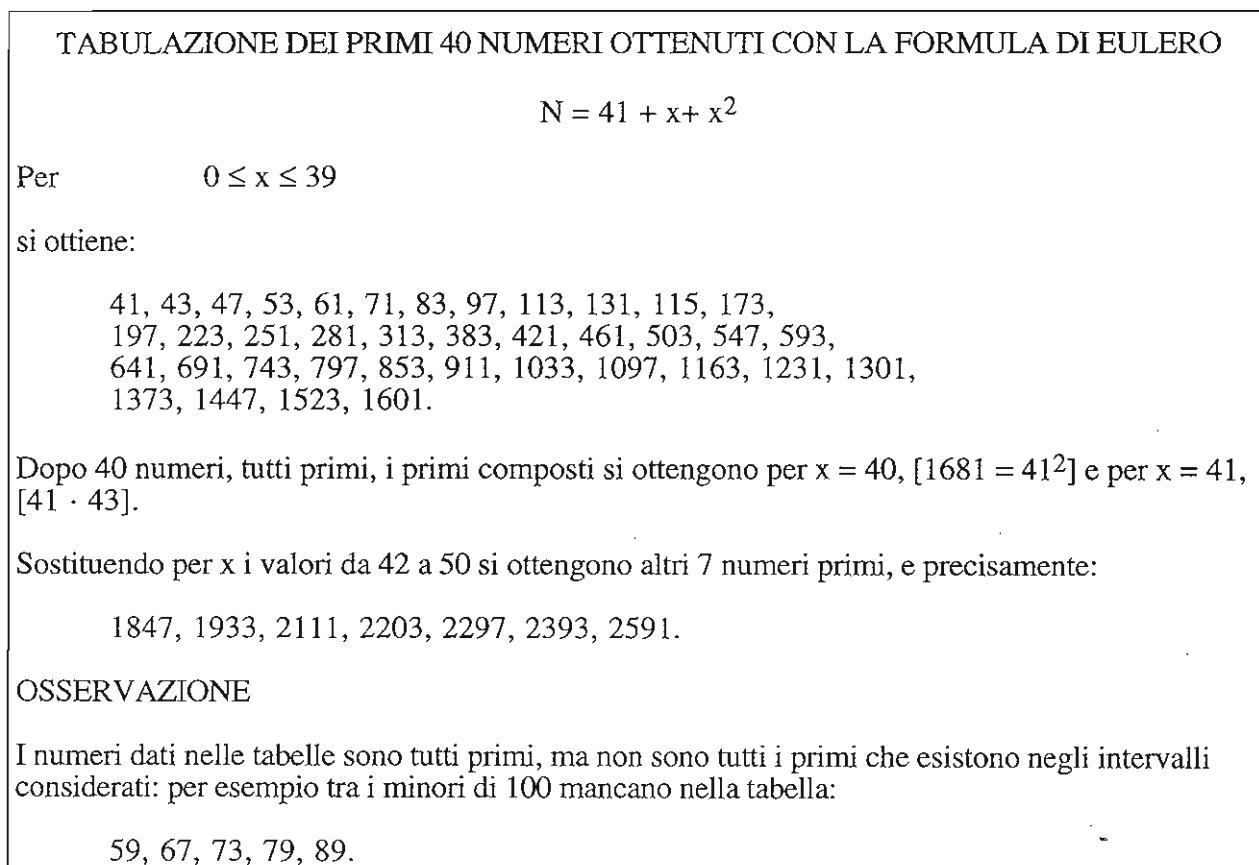 TABULAZIONE DEI PRIMI 40 NUMERI OTTENUTI CON LA FORMULA DI EULERO
N = 41 + x+ x²
Per 0 ≤ x ≤ 39
si ottiene:
41, 43, 47, 53, 61, 71, 83, 97, 113, 131, 115, 173,
197, 223, 251, 281, 313, 383, 421, 461, 503, 547, 593,
641, 691, 743, 797, 853, 911, 1033, 1097, 1163, 1231, 1301,
1373, 1447, 1523, 1601.
Dopo 40 numeri, tutti primi, i primi composti si ottengono per x = 40, [1681 = 41²] e per x = 41,
[41 · 43].
Sostituendo per x i valori da 42 a 50 si ottengono altri 7 numeri primi, e precisamente:
1847, 1933, 2111, 2203, 2297, 2393, 2591.
OSSERVAZIONE
I numeri dati nelle tabelle sono tutti primi, ma non sono tutti i primi che esistono negli intervalli
considerati: per esempio tra i minori di 100 mancano nella tabella:
59, 67, 73, 79, 89.